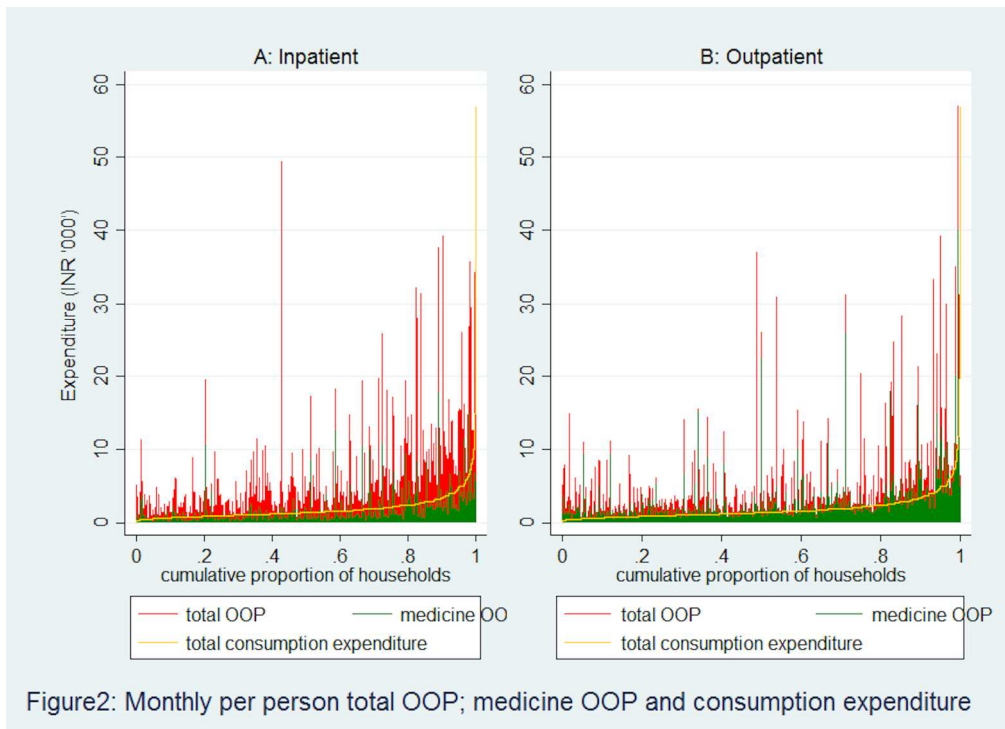 A: Inpatient
B: Outpatient
Expenditure (INR '000')
60
50
40
30
20
10
0
0 .2 .4 .6 .8 1
cumulative proportion of households
total OOP
medicine OO
total consumption expenditure
60
50
40
30
20
10
0
0 .2 .4 .6 .8 1
cumulative proportion of households
total OOP
medicine OOP
total consumption expenditure
Figure2: Monthly per person total OOP; medicine OOP and consumption expenditure